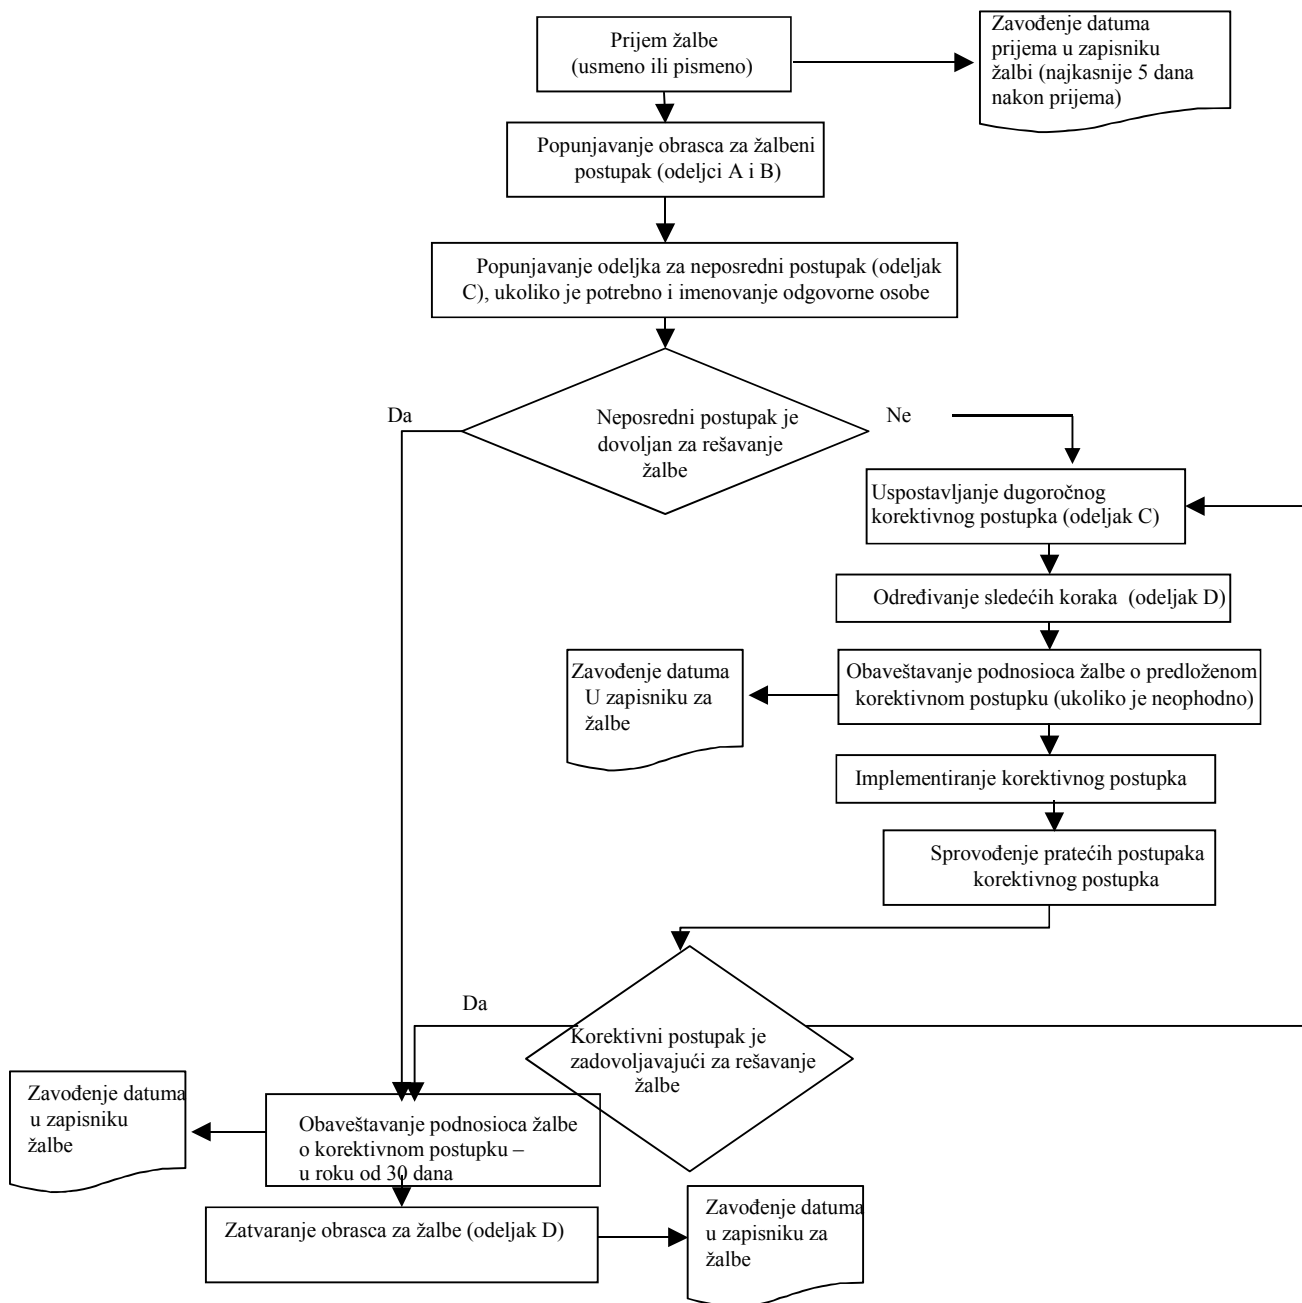 Prijem žalbe
(usmeno ili pismeno)
Zavođenje datuma
prijema u zapisniku
žalbi (najkasnije 5 dana
nakon prijema)
Popunjavanje obrasca za žalbeni
postupak (odeljci A i B)
Popunjavanje odeljka za neposredni postupak (odeljak
C), ukoliko je potrebno i imenovanje odgovorne osobe
Da
Neposredni postupak je
dovoljan za rešavanje
žalbe
Ne
Uspostavljanje dugoročnog
korektivnog postupka (odeljak C)
Određivanje sledećih koraka (odeljak D)
Zavođenje datuma
U zapisniku za
žalbe
Obaveštavanje podnosioca žalbe o predloženom
korektivnom postupku (ukoliko je neophodno)
Implementiranje korektivnog postupka
Sprovođenje pratećih postupaka
korektivnog postupka
Da
Korektivni postupak je
zadovoljavajući za rešavanje
žalbe
Zavođenje datuma
u zapisniku
žalbe
Obaveštavanje podnosioca žalbe
o korektivnom postupku –
u roku od 30 dana
Zatvaranje obrasca za žalbe (odeljak D)
Zavođenje datuma
u zapisniku za
žalbe